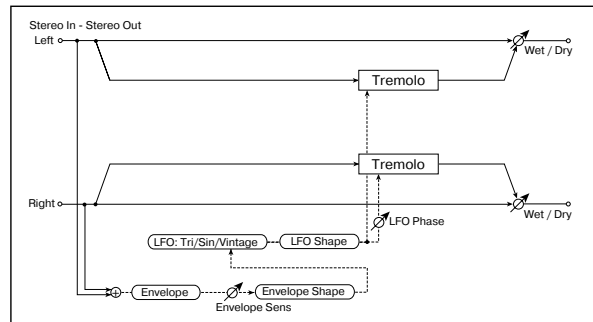 Stereo In - Stereo Out
Left
Wet / Dry
Tremolo
Tremolo
Right
LFO Phase
Wet / Dry
LFO: Tri/Sin/Vintage
LFO Shape
+
Envelope
Envelope Shape
Envelope Sens